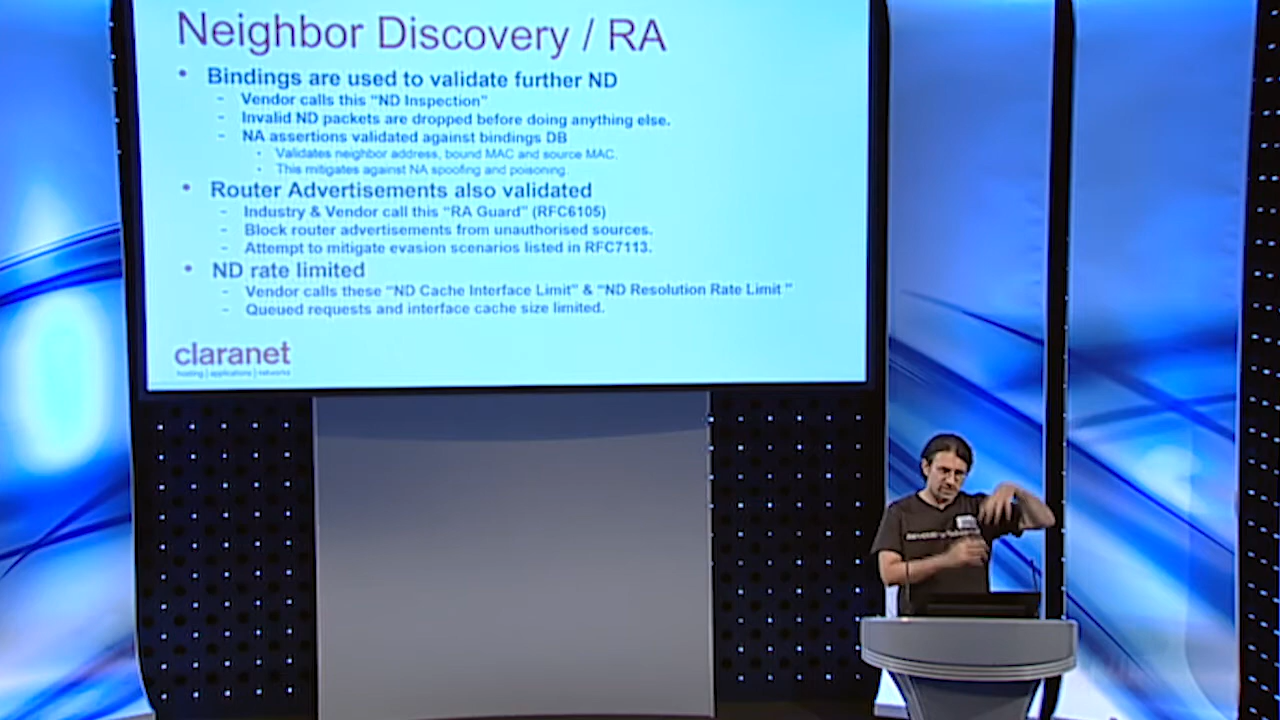 Neighbor Discovery / RA
• Bindings are used to validate further ND
- Vendor calls this "ND Inspection"
- Invalid ND packets are dropped before doing anything else.
- NA assertions validated against bindings DB
• Validates neighbor address, bound MAC and source MAC.
• This mitigates against NA spoofing and poisoning.
• Router Advertisements also validated
- Industry & Vendor call this "RA Guard" (RFC6105)
- Block router advertisements from unauthorised sources.
- Attempt to mitigate evasion scenarios listed in RFC7113.
• ND rate limited
- Vendor calls these "ND Cache Interface Limit" & "ND Resolution Rate Limit "
- Queued requests and interface cache size limited.
claranet
hosting | applications | networks